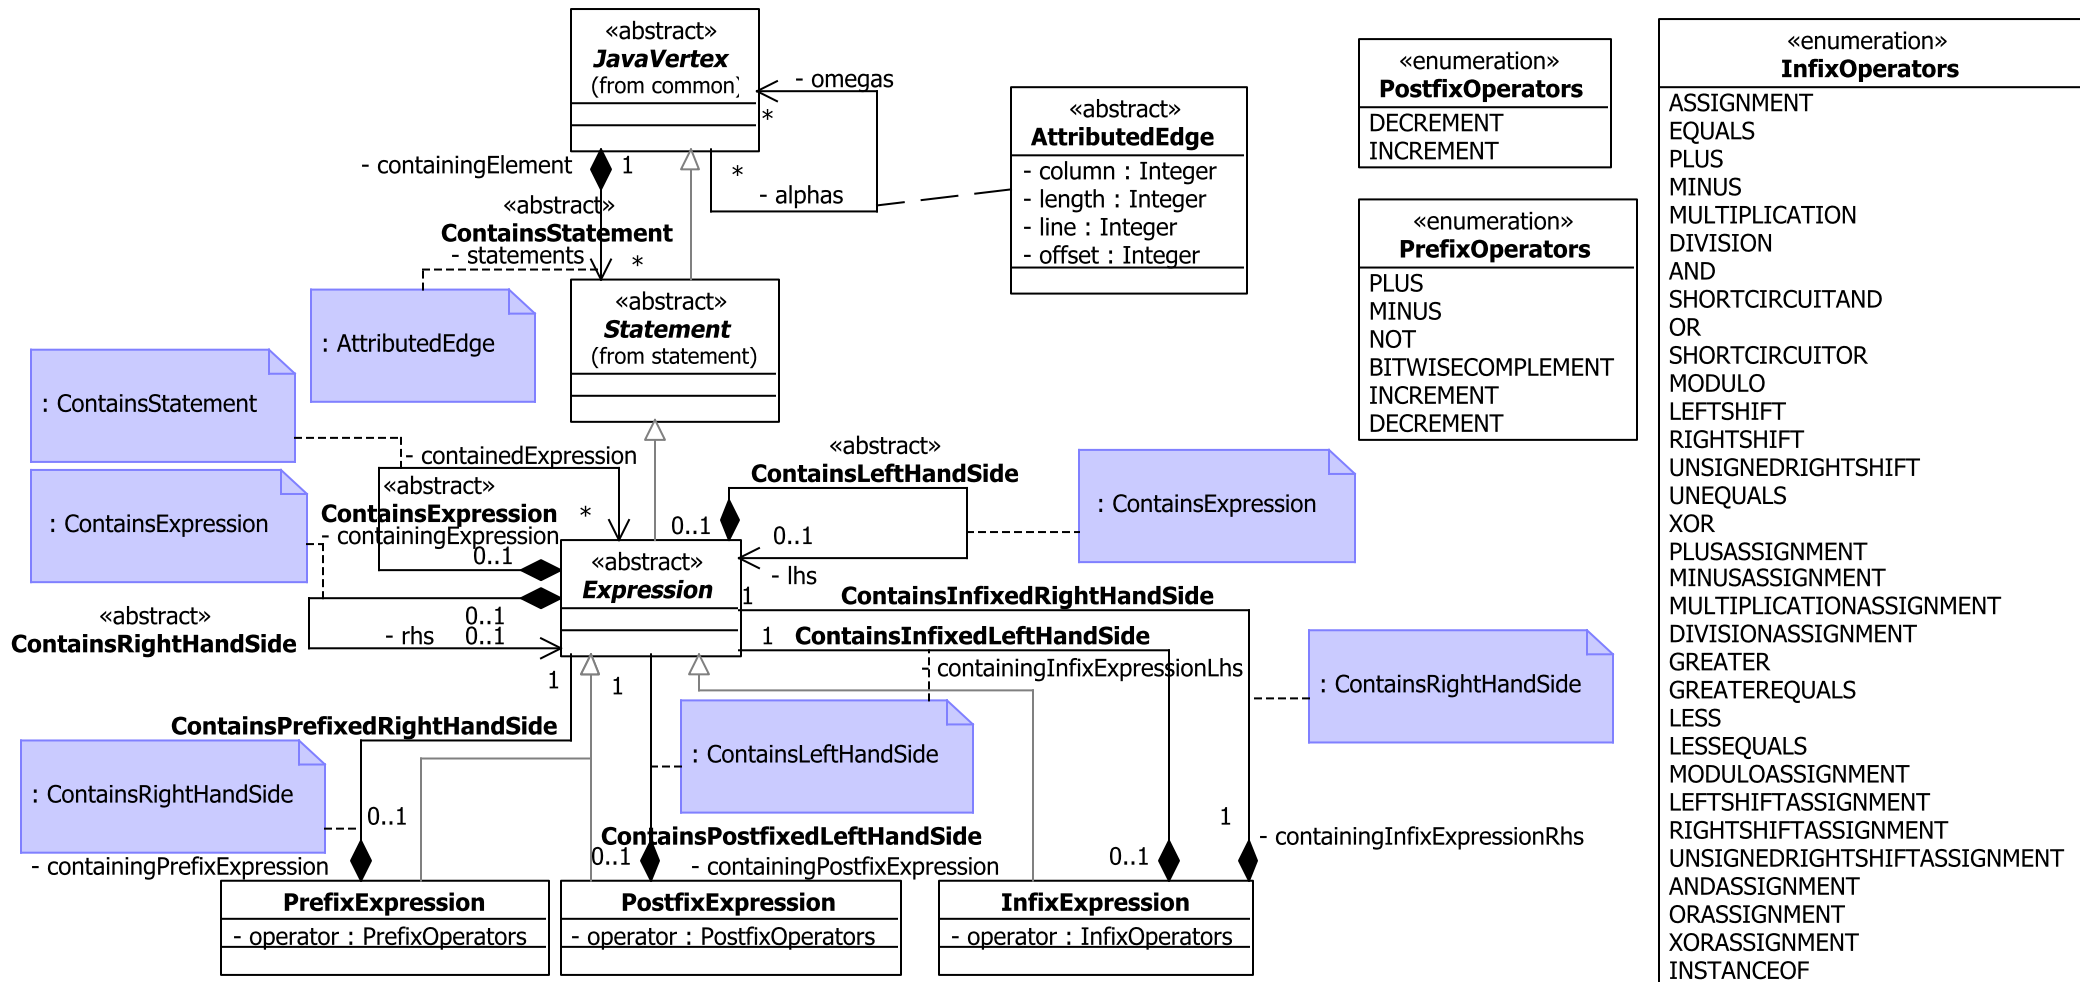 «abstract»
JavaVertex
(from common)
- omegas
*
- containingElement
1
*
- alphas
«abstract»
AttributedEdge
- column : Integer
- length : Integer
- line : Integer
- offset : Integer
«abstract»
ContainsStatement
- statements
*
: AttributedEdge
«abstract»
Statement
(from statement)
: ContainsStatement
- containedExpression
«abstract»
ContainsExpression
*
- containingExpression
0..1
: ContainsExpression
«abstract»
ContainsLeftHandSide
0..1
0..1
- lhs
: ContainsExpression
«abstract»
Expression
«abstract»
ContainsRightHandSide
0..1
- rhs
0..1
1
ContainsInfixedRightHandSide
1
ContainsInfixedLeftHandSide
- containingInfixExpressionLhs
: ContainsRightHandSide
1
1
ContainsPrefixedRightHandSide
: ContainsLeftHandSide
: ContainsRightHandSide
0..1
- containingPrefixExpression
ContainsPostfixedLeftHandSide
0..1
- containingPostfixExpression
0..1
1
- containingInfixExpressionRhs
PrefixExpression
- operator : PrefixOperators
PostfixExpression
- operator : PostfixOperators
InfixExpression
- operator : InfixOperators
«enumeration»
PostfixOperators
DECREMENT
INCREMENT
«enumeration»
PrefixOperators
PLUS
MINUS
NOT
BITWISECOMPLEMENT
INCREMENT
DECREMENT
«enumeration»
InfixOperators
ASSIGNMENT
EQUALS
PLUS
MINUS
MULTIPLICATION
DIVISION
AND
SHORTCIRCUITAND
OR
SHORTCIRCUITOR
MODULO
LEFTSHIFT
RIGHTSHIFT
UNSIGNEDRIGHTSHIFT
UNEQUALS
XOR
PLUSASSIGNMENT
MINUSASSIGNMENT
MULTIPLICATIONASSIGNMENT
DIVISIONASSIGNMENT
GREATER
GREATEREQUALS
LESS
LESSEQUALS
MODULOASSIGNMENT
LEFTSHIFTASSIGNMENT
RIGHTSHIFTASSIGNMENT
UNSIGNEDRIGHTSHIFTASSIGNMENT
ANDASSIGNMENT
ORASSIGNMENT
XORASSIGNMENT
INSTANCEOF